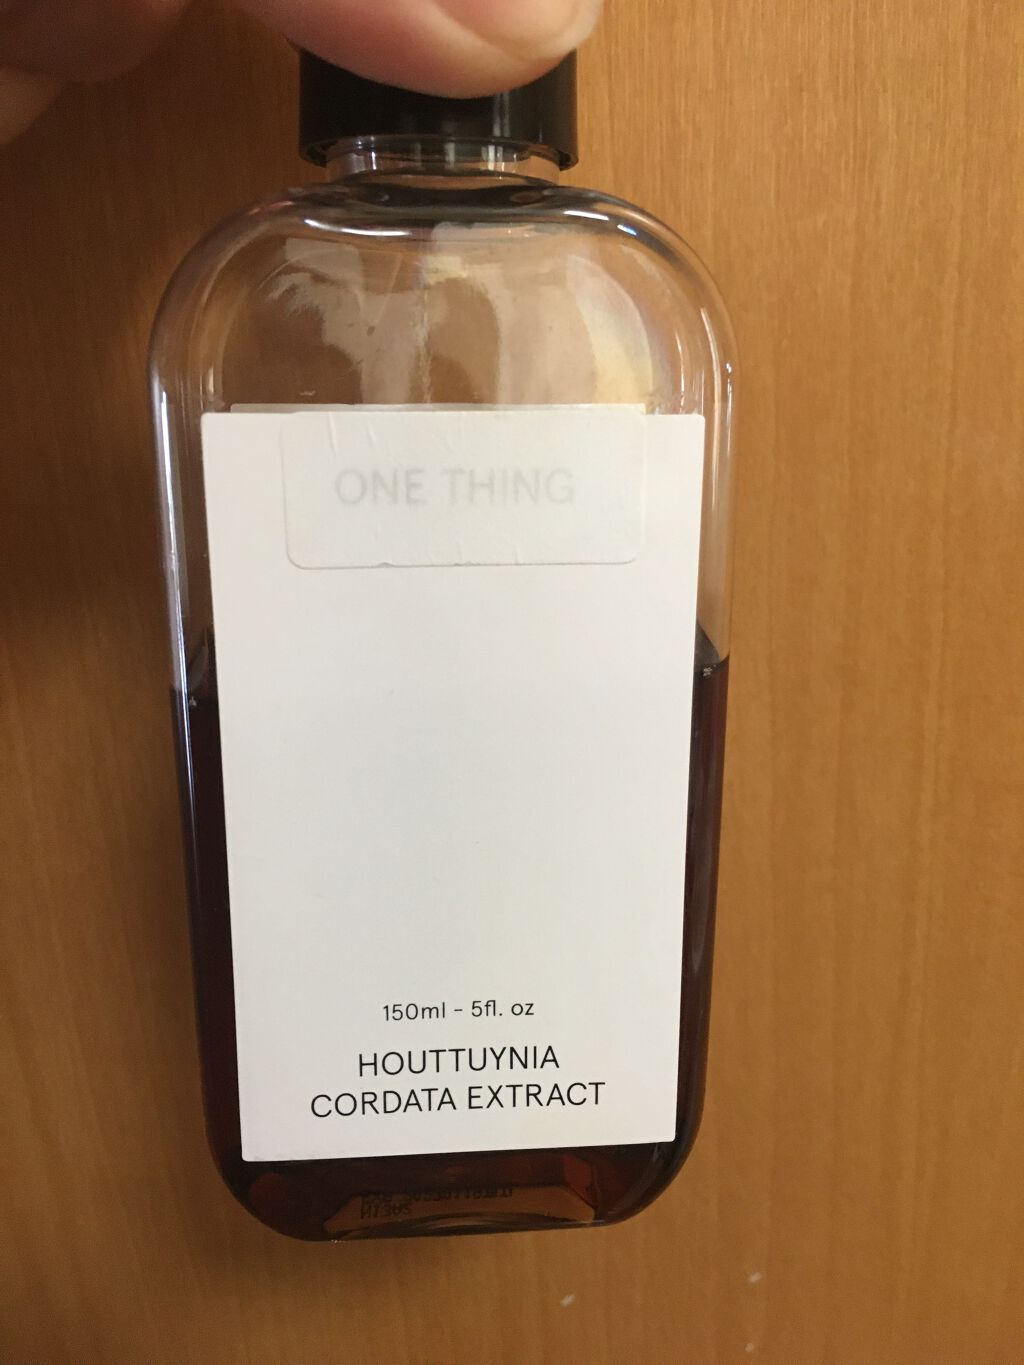 ONE THING
150ml - 5fl. oz
HOUTTUYNIA
CORDATA EXTRACT